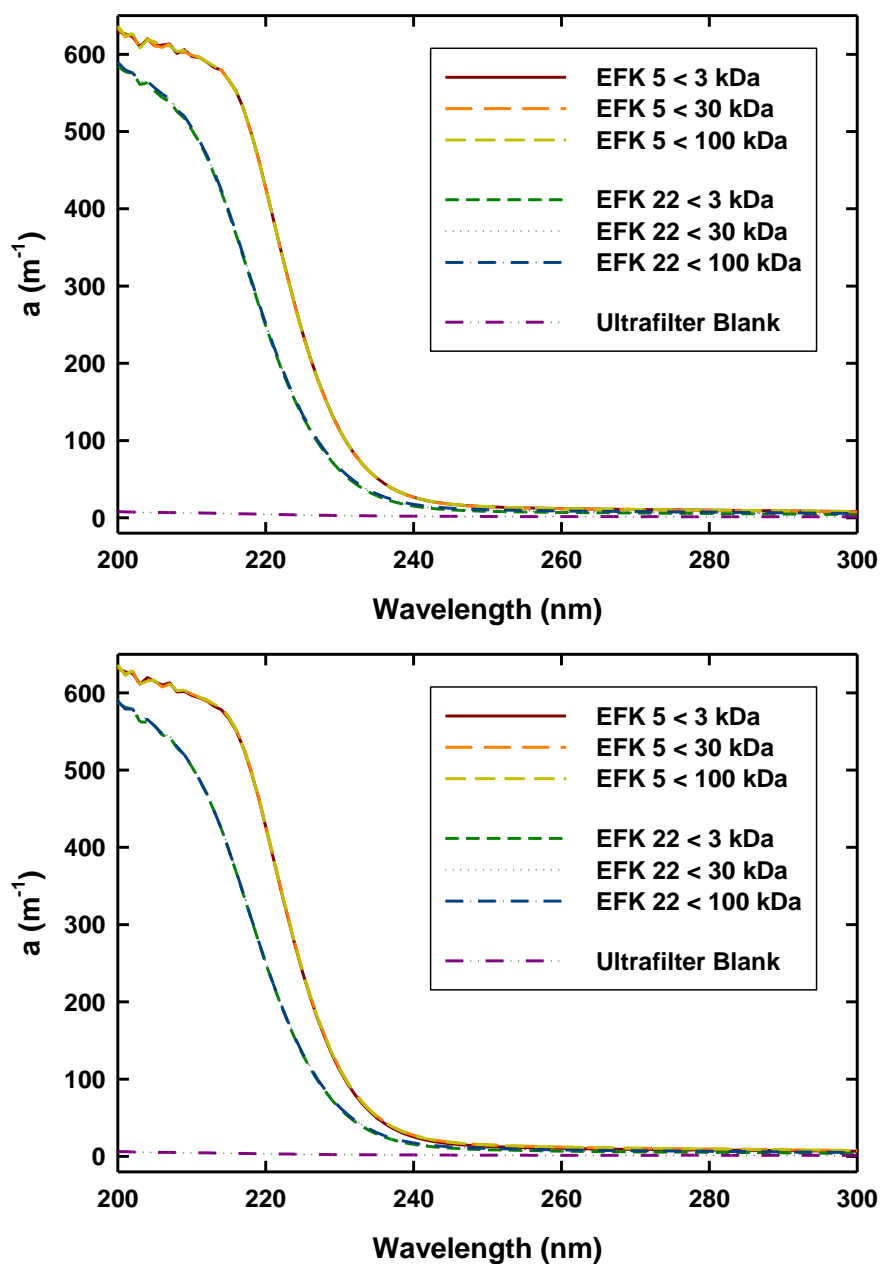 600
500
400
300
200
100
0
a (m⁻¹)
EFK 5 < 3 kDa
EFK 5 < 30 kDa
EFK 5 < 100 kDa
EFK 22 < 3 kDa
EFK 22 < 30 kDa
EFK 22 < 100 kDa
Ultrafilter Blank
200 220 240 260 280 300
Wavelength (nm)
600
500
400
300
200
100
0
a (m⁻¹)
EFK 5 < 3 kDa
EFK 5 < 30 kDa
EFK 5 < 100 kDa
EFK 22 < 3 kDa
EFK 22 < 30 kDa
EFK 22 < 100 kDa
Ultrafilter Blank
200 220 240 260 280 300
Wavelength (nm)